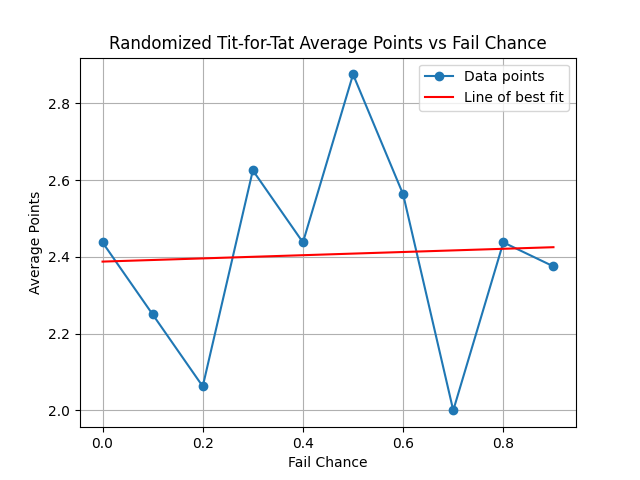 Randomized Tit-for-Tat Average Points vs Fail Chance
Data points
Line of best fit
Average Points
2.8
2.6
2.4
2.2
2.0
0.0 0.2 0.4 0.6 0.8
Fail Chance